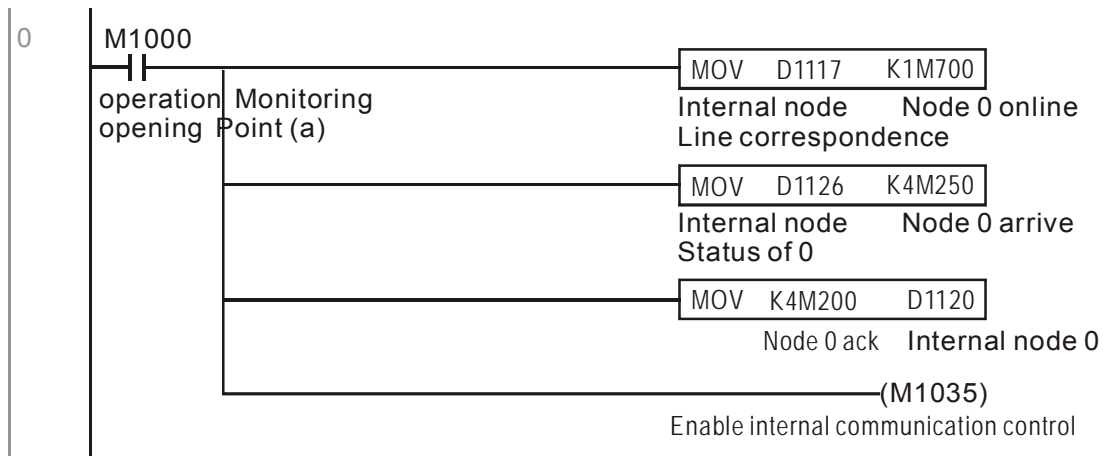 0
M1000
MOV D1117 K1M700
operation Monitoring
opening Point (a)
Internal node Node 0 online
Line correspondence
MOV D1126 K4M250
Internal node Node 0 arrive
Status of 0
MOV K4M200 D1120
Node 0 ack Internal node 0
(M1035)
Enable internal communication control